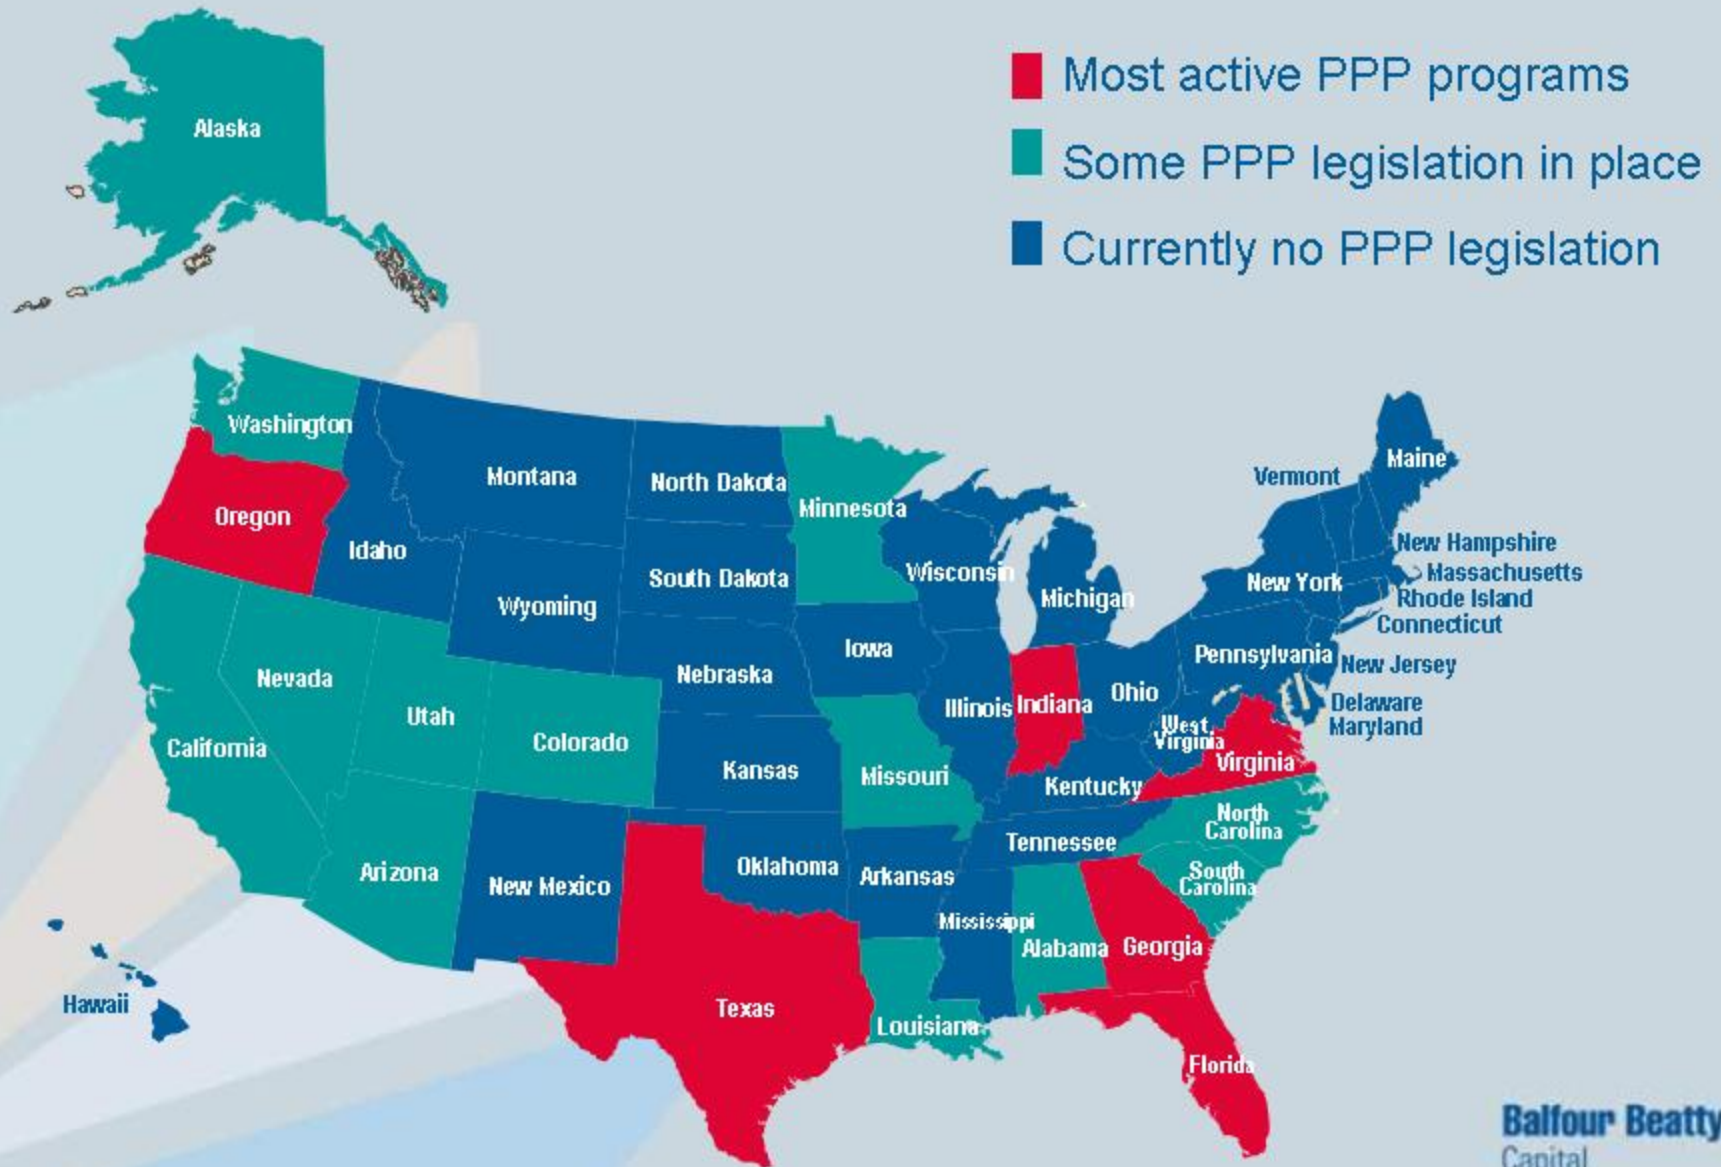 Most active PPP programs
Some PPP legislation in place
Currently no PPP legislation
Alaska
Washington
Oregon
Idaho
Montana
North Dakota
Minnesota
Wyoming
South Dakota
Wisconsin
Michigan
Vermont
Maine
New Hampshire
New York
Massachusetts
Rhode Island
Connecticut
Nevada
Utah
Colorado
California
Nebraska
Iowa
Illinois
Indiana
Ohio
Pennsylvania
New Jersey
Delaware
Maryland
West
Virginia
Virginia
Kansas
Missouri
Kentucky
North
Carolina
Tennessee
South
Carolina
Arizona
New Mexico
Oklahoma
Arkansas
Mississippi
Alabama
Georgia
Hawaii
Texas
Louisiana
Florida
Balfour Beatty
Capital